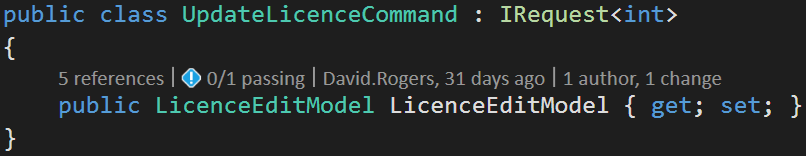 public class UpdateLicenceCommand : IRequest<int>
{
5 references | 0/1 passing | David.Rogers, 31 days ago | 1 author, 1 change
public LicenceEditModel LicenceEditModel { get; set; }
}